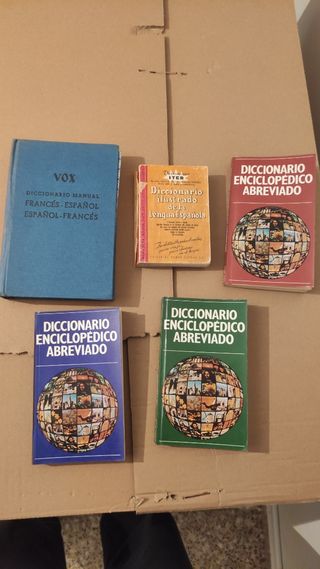 VOX
DICCIONARIO MANUAL
FRANCÉS-ESPAÑOL
ESPAÑOL-FRANCÉS
ITER
Diccionario
ilustrado
de la
lengua Española
DICCIONARIO
ENCICLOPÉDICO
ABREVIADO
DICCIONARIO
ENCICLOPÉDICO
ABREVIADO
DICCIONARIO
ENCICLOPÉDICO
ABREVIADO